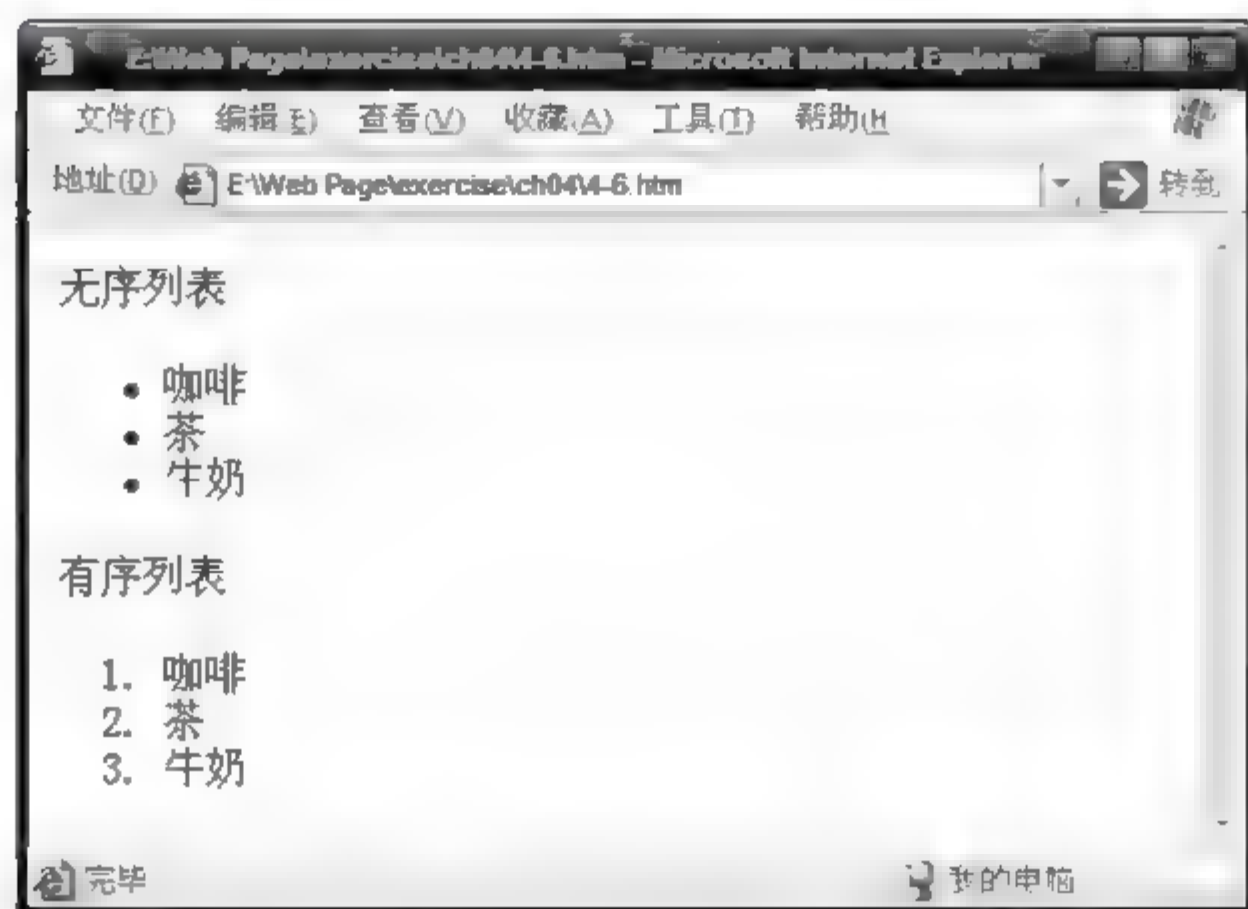 E:\Web Page\exercise\ch04\4-6.htm - Microsoft Internet Explorer
文件(F) 编辑(E) 查看(V) 收藏(A) 工具(T) 帮助(H
地址(D) E:\Web Page\exercise\ch04\4-6.htm 转到
无序列表
• 咖啡
• 茶
• 牛奶
有序列表
1. 咖啡
2. 茶
3. 牛奶
完毕 我的电脑